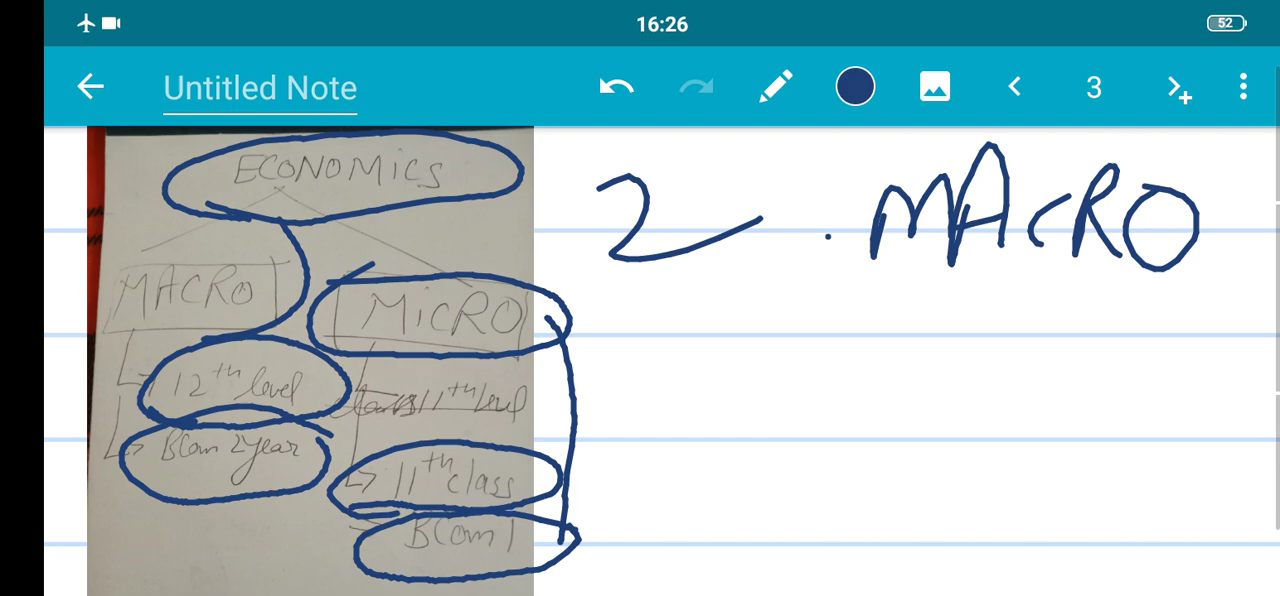 16:26
52
Untitled Note
3
ECONOMICS
2 . MACRO
MACRO
MICRO
12th level
11th level
BCom 2year
11th class
BCom 1